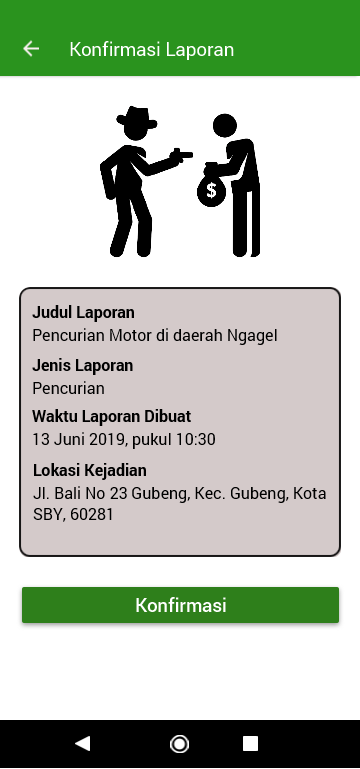 Konfirmasi Laporan
$
Judul Laporan
Pencurian Motor di daerah Ngagel
Jenis Laporan
Pencurian
Waktu Laporan Dibuat
13 Juni 2019, pukul 10:30
Lokasi Kejadian
Jl. Bali No 23 Gubeng, Kec. Gubeng, Kota
SBY, 60281
Konfirmasi